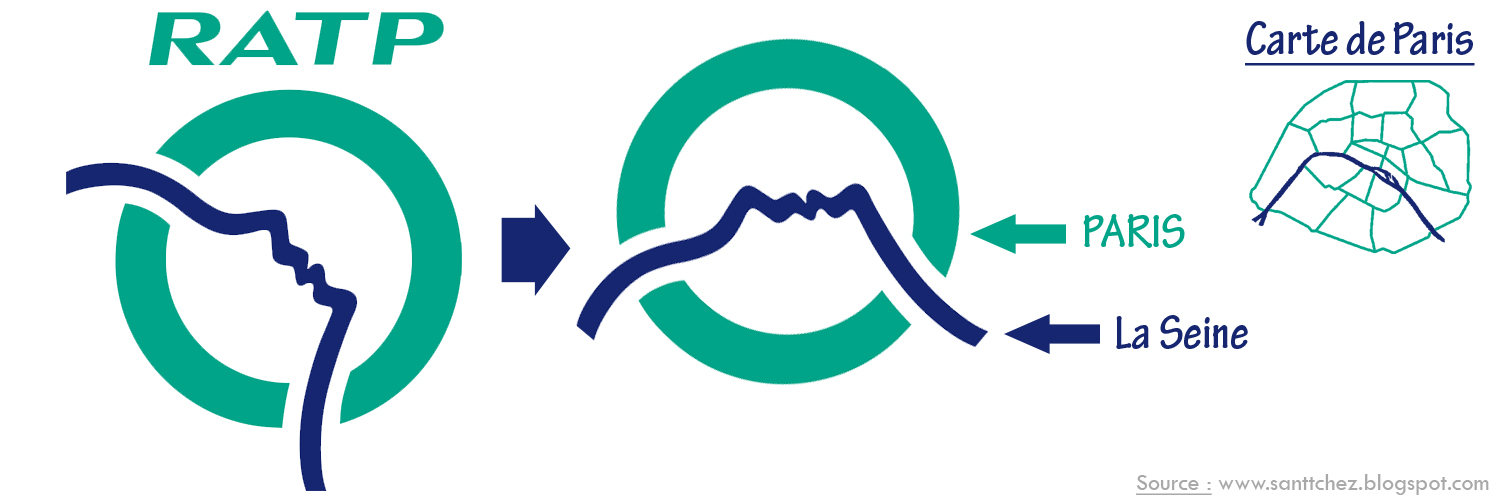 RATP
Carte de Paris
PARIS
La Seine
Source : www.santtchez.blogspot.com